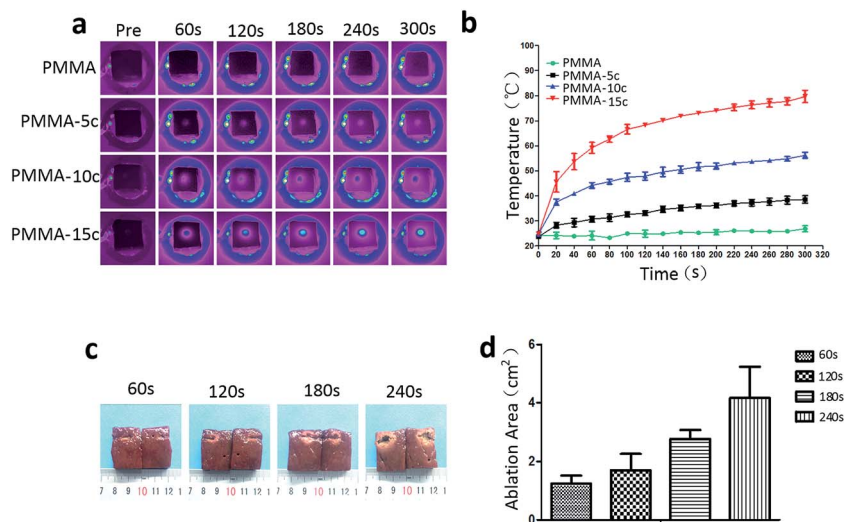 a
Pre 60s 120s 180s 240s 300s
PMMA
PMMA-5c
PMMA-10c
PMMA-15c
b
Temperature（℃）
100
90
80
70
60
50
40
30
20
PMMA
PMMA-5c
PMMA-10c
PMMA-15c
0 20 40 60 80 100 120 140 160 180 200 220 240 260 280 300 320
Time（s）
c
60s 120s 180s 240s
7 8 9 10 11 12 1 7 8 9 10 11 12 1 7 8 9 10 11 12 1 7 8 9 10 11 12 1
d
Ablation Area (cm²)
6
4
2
0
60s
120s
180s
240s